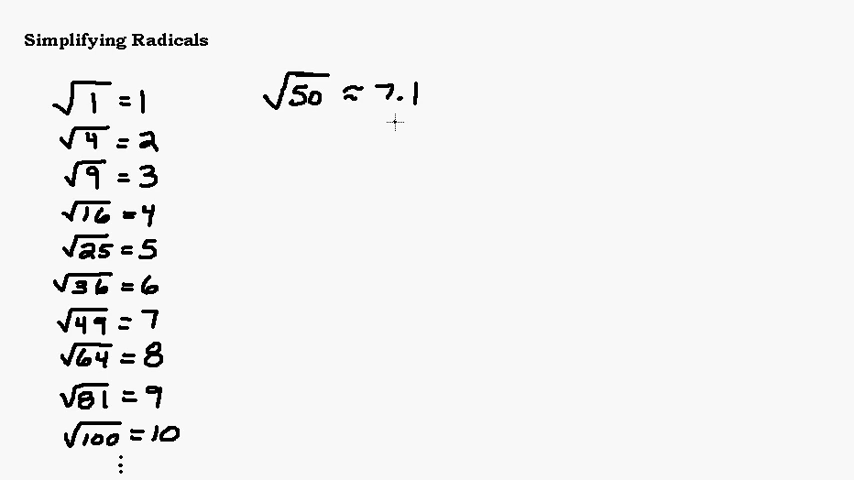 Simplifying Radicals
√1 = 1
√4 = 2
√9 = 3
√16 = 4
√25 = 5
√36 = 6
√49 = 7
√64 = 8
√81 = 9
√100 = 10
⋮
√50 ≈ 7.1